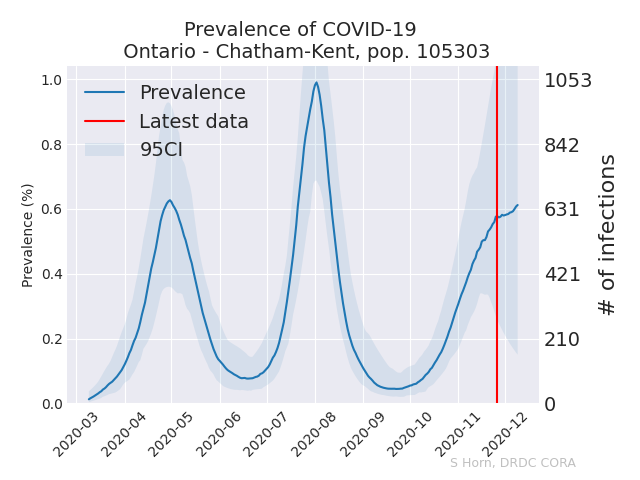 Prevalence of COVID-19
Ontario - Chatham-Kent, pop. 105303
Prevalence
Latest data
95CI
Prevalence (%)
1.0
0.8
0.6
0.4
0.2
0.0
1053
842
631
421
210
0
# of infections
2020-03
2020-04
2020-05
2020-06
2020-07
2020-08
2020-09
2020-10
2020-11
2020-12
S Horn, DRDC CORA